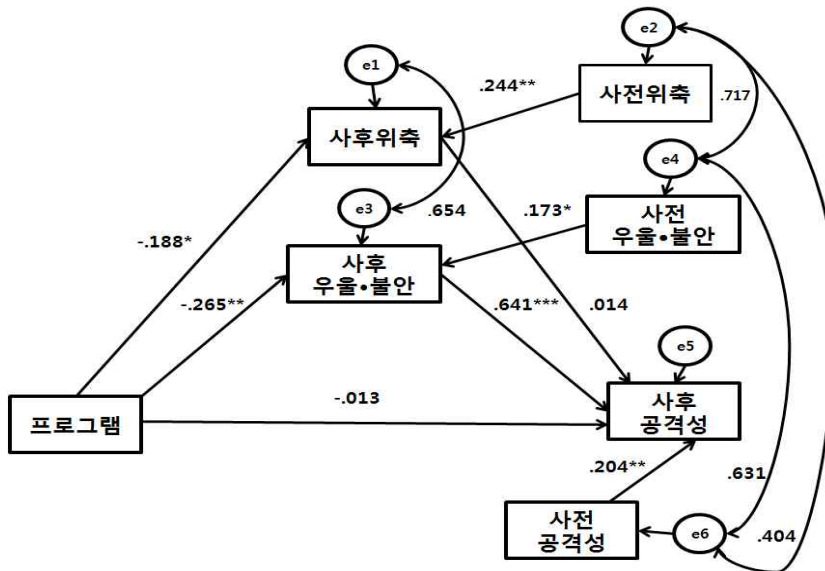 e2
e1
.244**
사전위축
.717
사후위축
e4
e3
.654
.173*
사전
우울•불안
-.188*
사후
우울•불안
-.265**
.641***
.014
e5
-.013
사후
공격성
프로그램
.204**
.631
사전
공격성
e6
.404